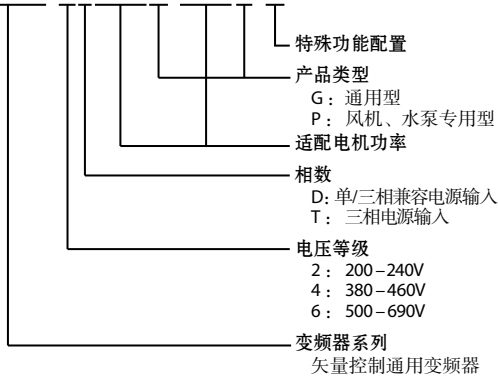 特殊功能配置
产品类型
G：通用型
P：风机、水泵专用型
适配电机功率
相数
D：单/三相兼容电源输入
T：三相电源输入
电压等级
2：200–240V
4：380–460V
6：500–690V
变频器系列
矢量控制通用变频器